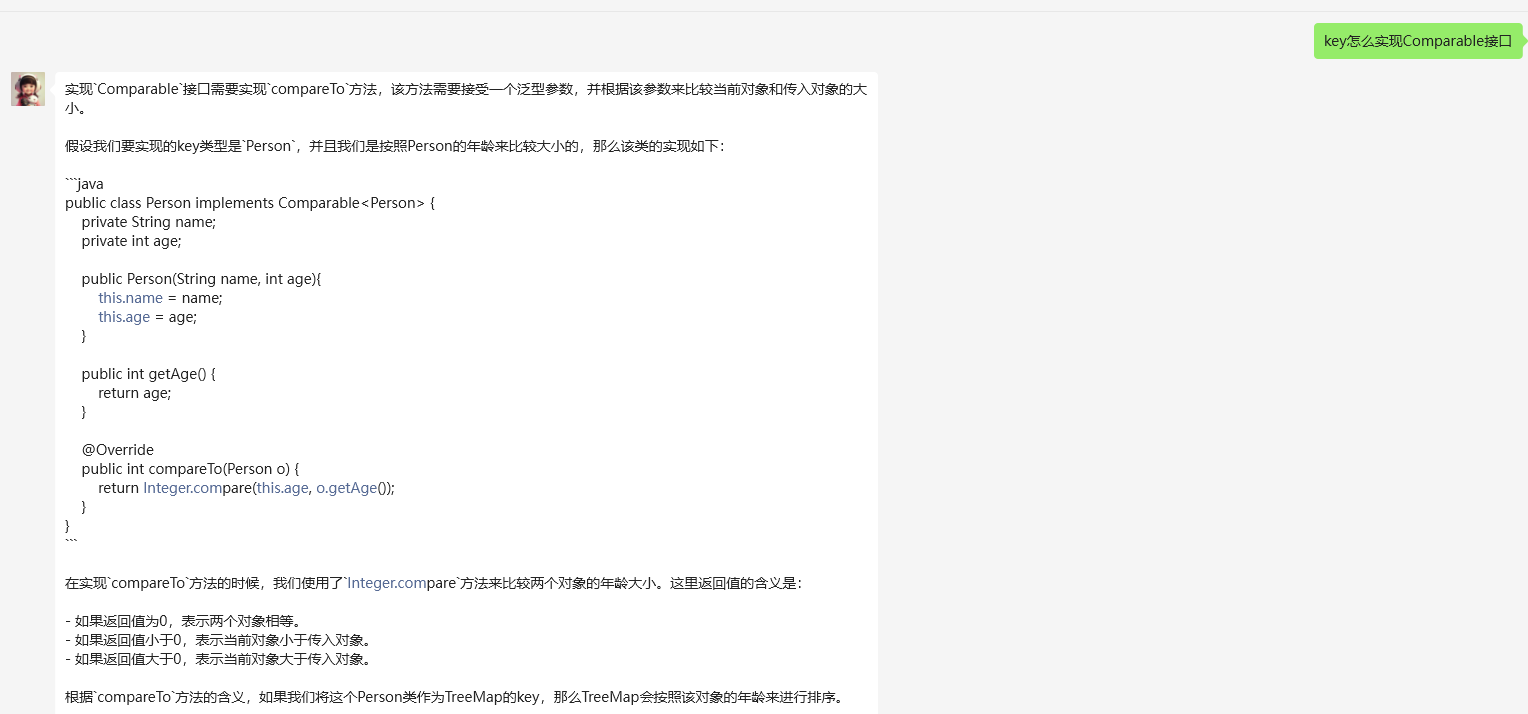 key怎么实现Comparable接口
实现`Comparable`接口需要实现`compareTo`方法，该方法需要接受一个泛型参数，并根据该参数来比较当前对象和传入对象的大
小。
假设我们要实现的key类型是`Person`，并且我们是按照Person的年龄来比较大小的，那么该类的实现如下：
```java
public class Person implements Comparable<Person> {
    private String name;
    private int age;
    public Person(String name, int age){
        this.name = name;
        this.age = age;
    }
    public int getAge() {
        return age;
    }
    @Override
    public int compareTo(Person o) {
        return Integer.compare(this.age, o.getAge());
    }
}
```
在实现`compareTo`方法的时候，我们使用了`Integer.compare`方法来比较两个对象的年龄大小。这里返回值的含义是：
- 如果返回值为0，表示两个对象相等。
- 如果返回值小于0，表示当前对象小于传入对象。
- 如果返回值大于0，表示当前对象大于传入对象。
根据`compareTo`方法的含义，如果我们将这个Person类作为TreeMap的key，那么TreeMap会按照该对象的年龄来进行排序。